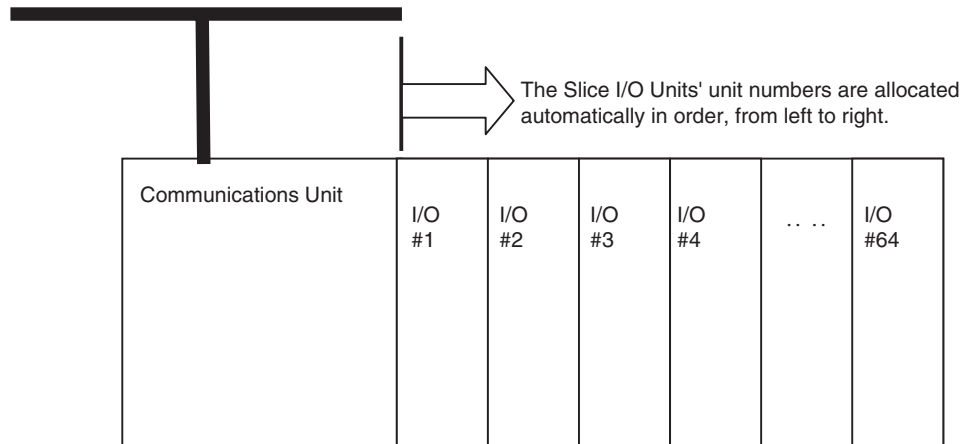 The Slice I/O Units' unit numbers are allocated
automatically in order, from left to right.
Communications Unit
I/O
#1
I/O
#2
I/O
#3
I/O
#4
.. ..
I/O
#64